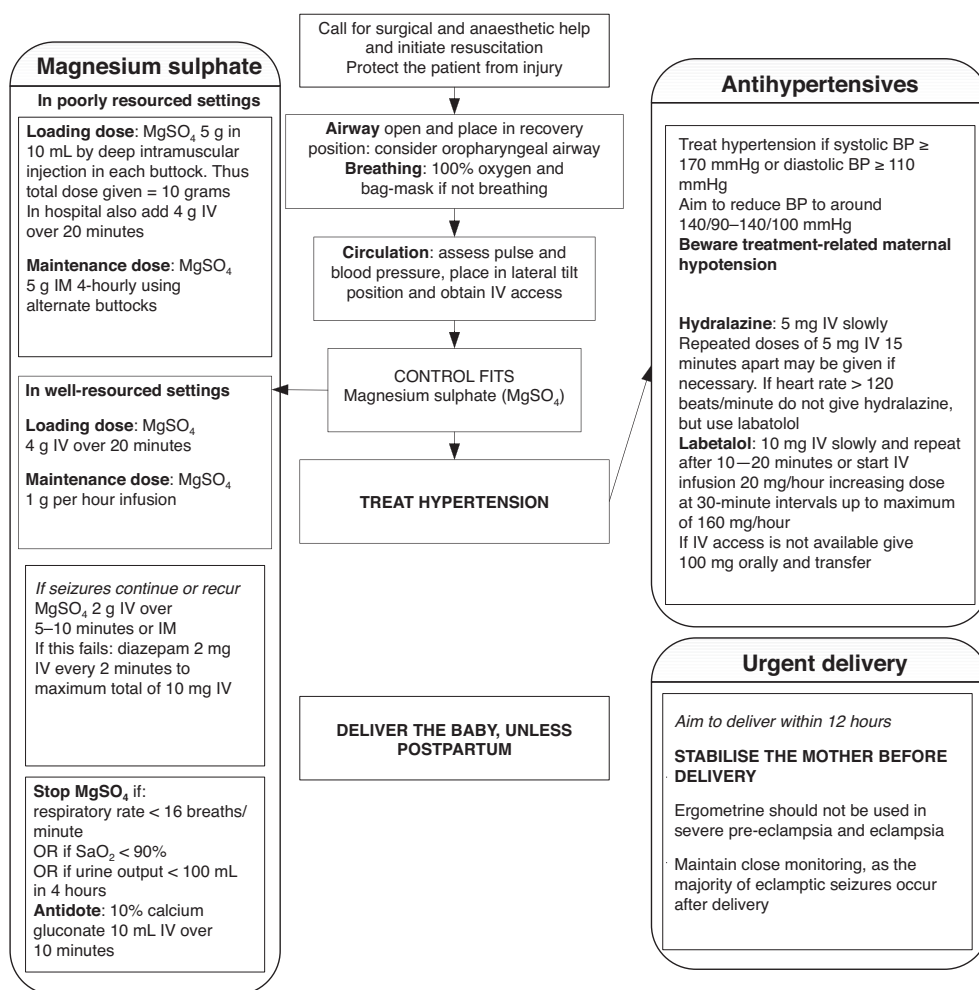 Call for surgical and anaesthetic help
and initiate resuscitation
Protect the patient from injury
Airway open and place in recovery
position: consider oropharyngeal airway
Breathing: 100% oxygen and
bag-mask if not breathing
Circulation: assess pulse and
blood pressure, place in lateral tilt
position and obtain IV access
CONTROL FITS
Magnesium sulphate (MgSO₄)
TREAT HYPERTENSION
DELIVER THE BABY, UNLESS
POSTPARTUM
Magnesium sulphate
In poorly resourced settings
Loading dose: MgSO₄ 5 g in
10 mL by deep intramuscular
injection in each buttock. Thus
total dose given = 10 grams
In hospital also add 4 g IV
over 20 minutes
Maintenance dose: MgSO₄
5 g IM 4-hourly using
alternate buttocks
In well-resourced settings
Loading dose: MgSO₄
4 g IV over 20 minutes
Maintenance dose: MgSO₄
1 g per hour infusion
If seizures continue or recur
MgSO₄ 2 g IV over
5–10 minutes or IM
If this fails: diazepam 2 mg
IV every 2 minutes to
maximum total of 10 mg IV
Stop MgSO₄ if:
respiratory rate < 16 breaths/
minute
OR if SaO₂ < 90%
OR if urine output < 100 mL
in 4 hours
Antidote: 10% calcium
gluconate 10 mL IV over
10 minutes
Antihypertensives
Treat hypertension if systolic BP ≥
170 mmHg or diastolic BP ≥ 110
mmHg
Aim to reduce BP to around
140/90–140/100 mmHg
Beware treatment-related maternal
hypotension
Hydralazine: 5 mg IV slowly
Repeated doses of 5 mg IV 15
minutes apart may be given if
necessary. If heart rate > 120
beats/minute do not give hydralazine,
but use labatolol
Labetalol: 10 mg IV slowly and repeat
after 10—20 minutes or start IV
infusion 20 mg/hour increasing dose
at 30-minute intervals up to maximum
of 160 mg/hour
If IV access is not available give
100 mg orally and transfer
Urgent delivery
Aim to deliver within 12 hours
STABILISE THE MOTHER BEFORE
DELIVERY
Ergometrine should not be used in
severe pre-eclampsia and eclampsia
Maintain close monitoring, as the
majority of eclamptic seizures occur
after delivery